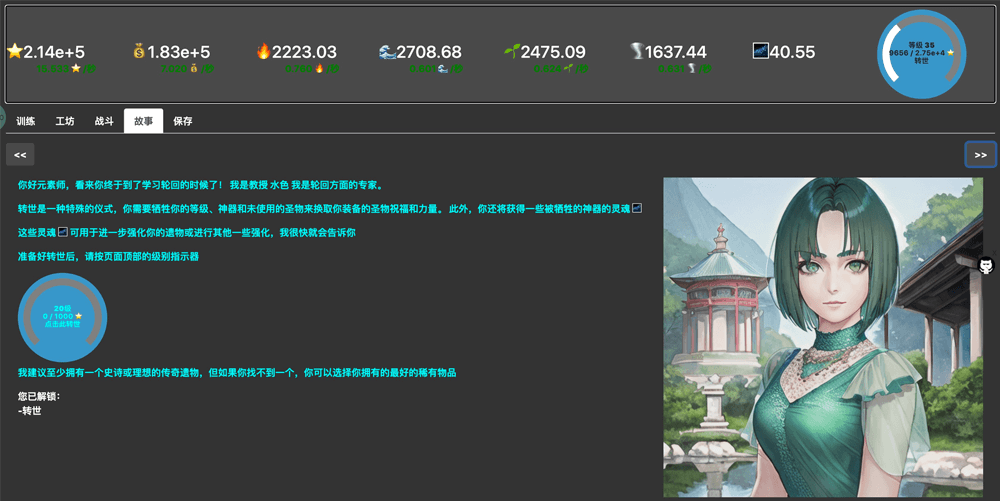 ⭐2.14e+5 💰1.83e+5 🔥2223.03 🌊2708.68 🌱2475.09 🌪1637.44 40.55
等级 35
9656 / 2.75e+4 ⭐
转世
训练 工坊 战斗 故事 保存
<< >>
你好元素师，看来你终于到了学习轮回的时候了！ 我是教授 水色 我是轮回方面的专家。
转世是一种特殊的仪式，你需要牺牲你的等级、神器和未使用的圣物来换取你装备的圣物祝福和力量。 此外，你还将获得一些被牺牲的神器的灵魂
这些灵魂 可用于进一步强化你的遗物或进行其他一些强化，我很快就会告诉你
准备好转世后，请按页面顶部的级别指示器
20级
0 / 1000 ⭐
点击此转世
我建议至少拥有一个史诗或理想的传奇遗物，但如果你找不到一个，你可以选择你拥有的最好的稀有物品
您已解锁：
-转世